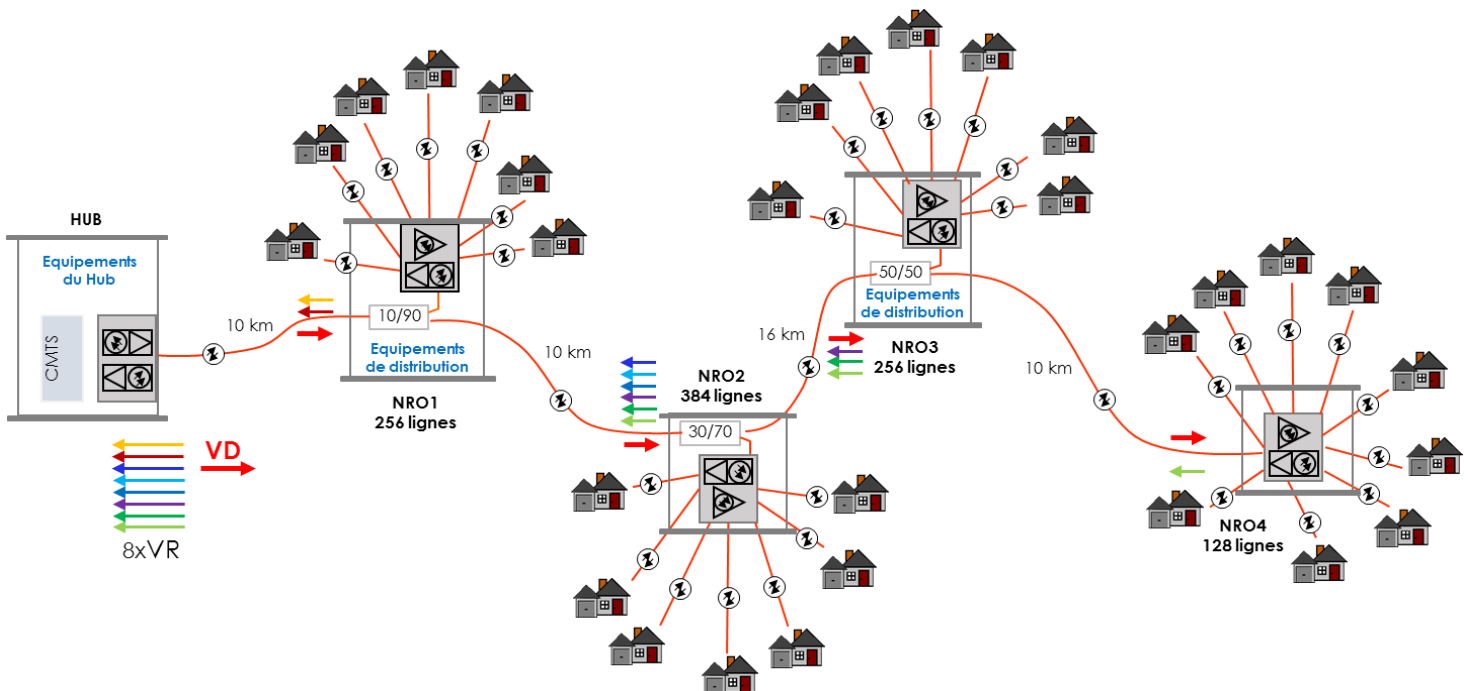 HUB
Equipements
du Hub
CMTS
VD
8xVR
10 km
10/90
Equipements
de distribution
NRO1
256 lignes
10 km
NRO2
384 lignes
30/70
16 km
50/50
Equipements
de distribution
NRO3
256 lignes
10 km
NRO4
128 lignes